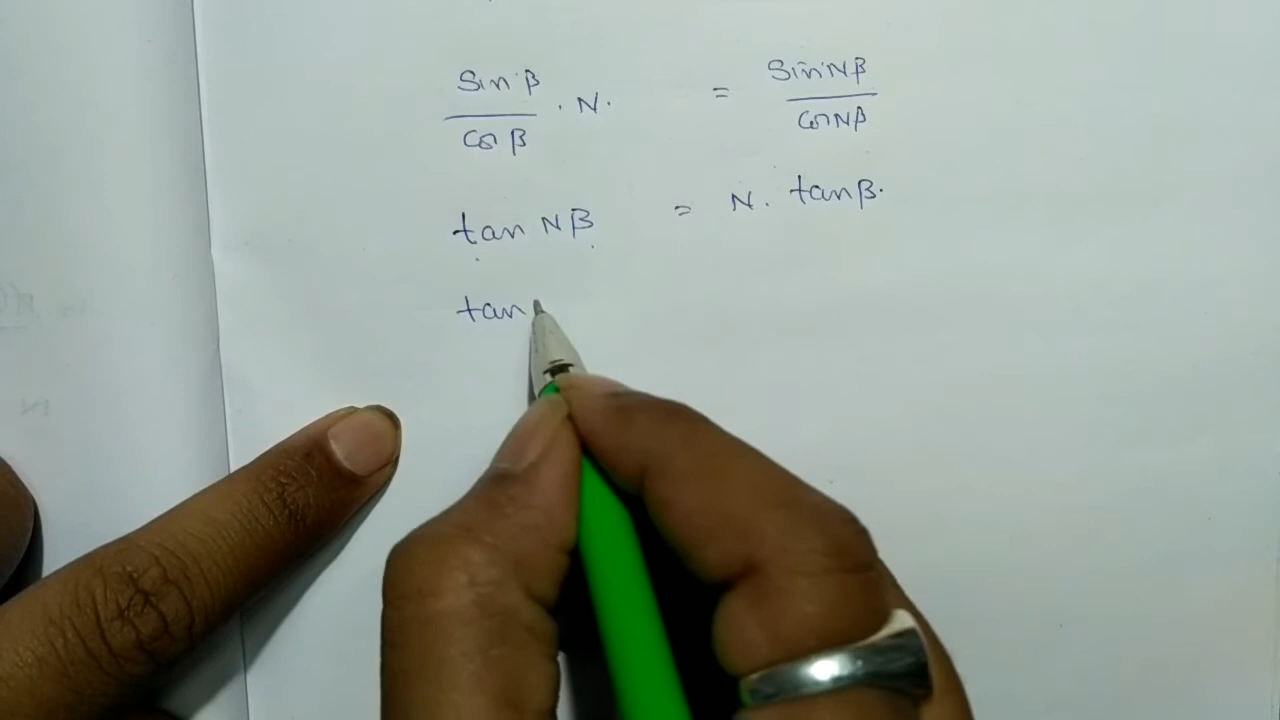 Sin β / Cos β . N. = Sin Nβ / Cos Nβ
tan Nβ = N. tan β.
tan